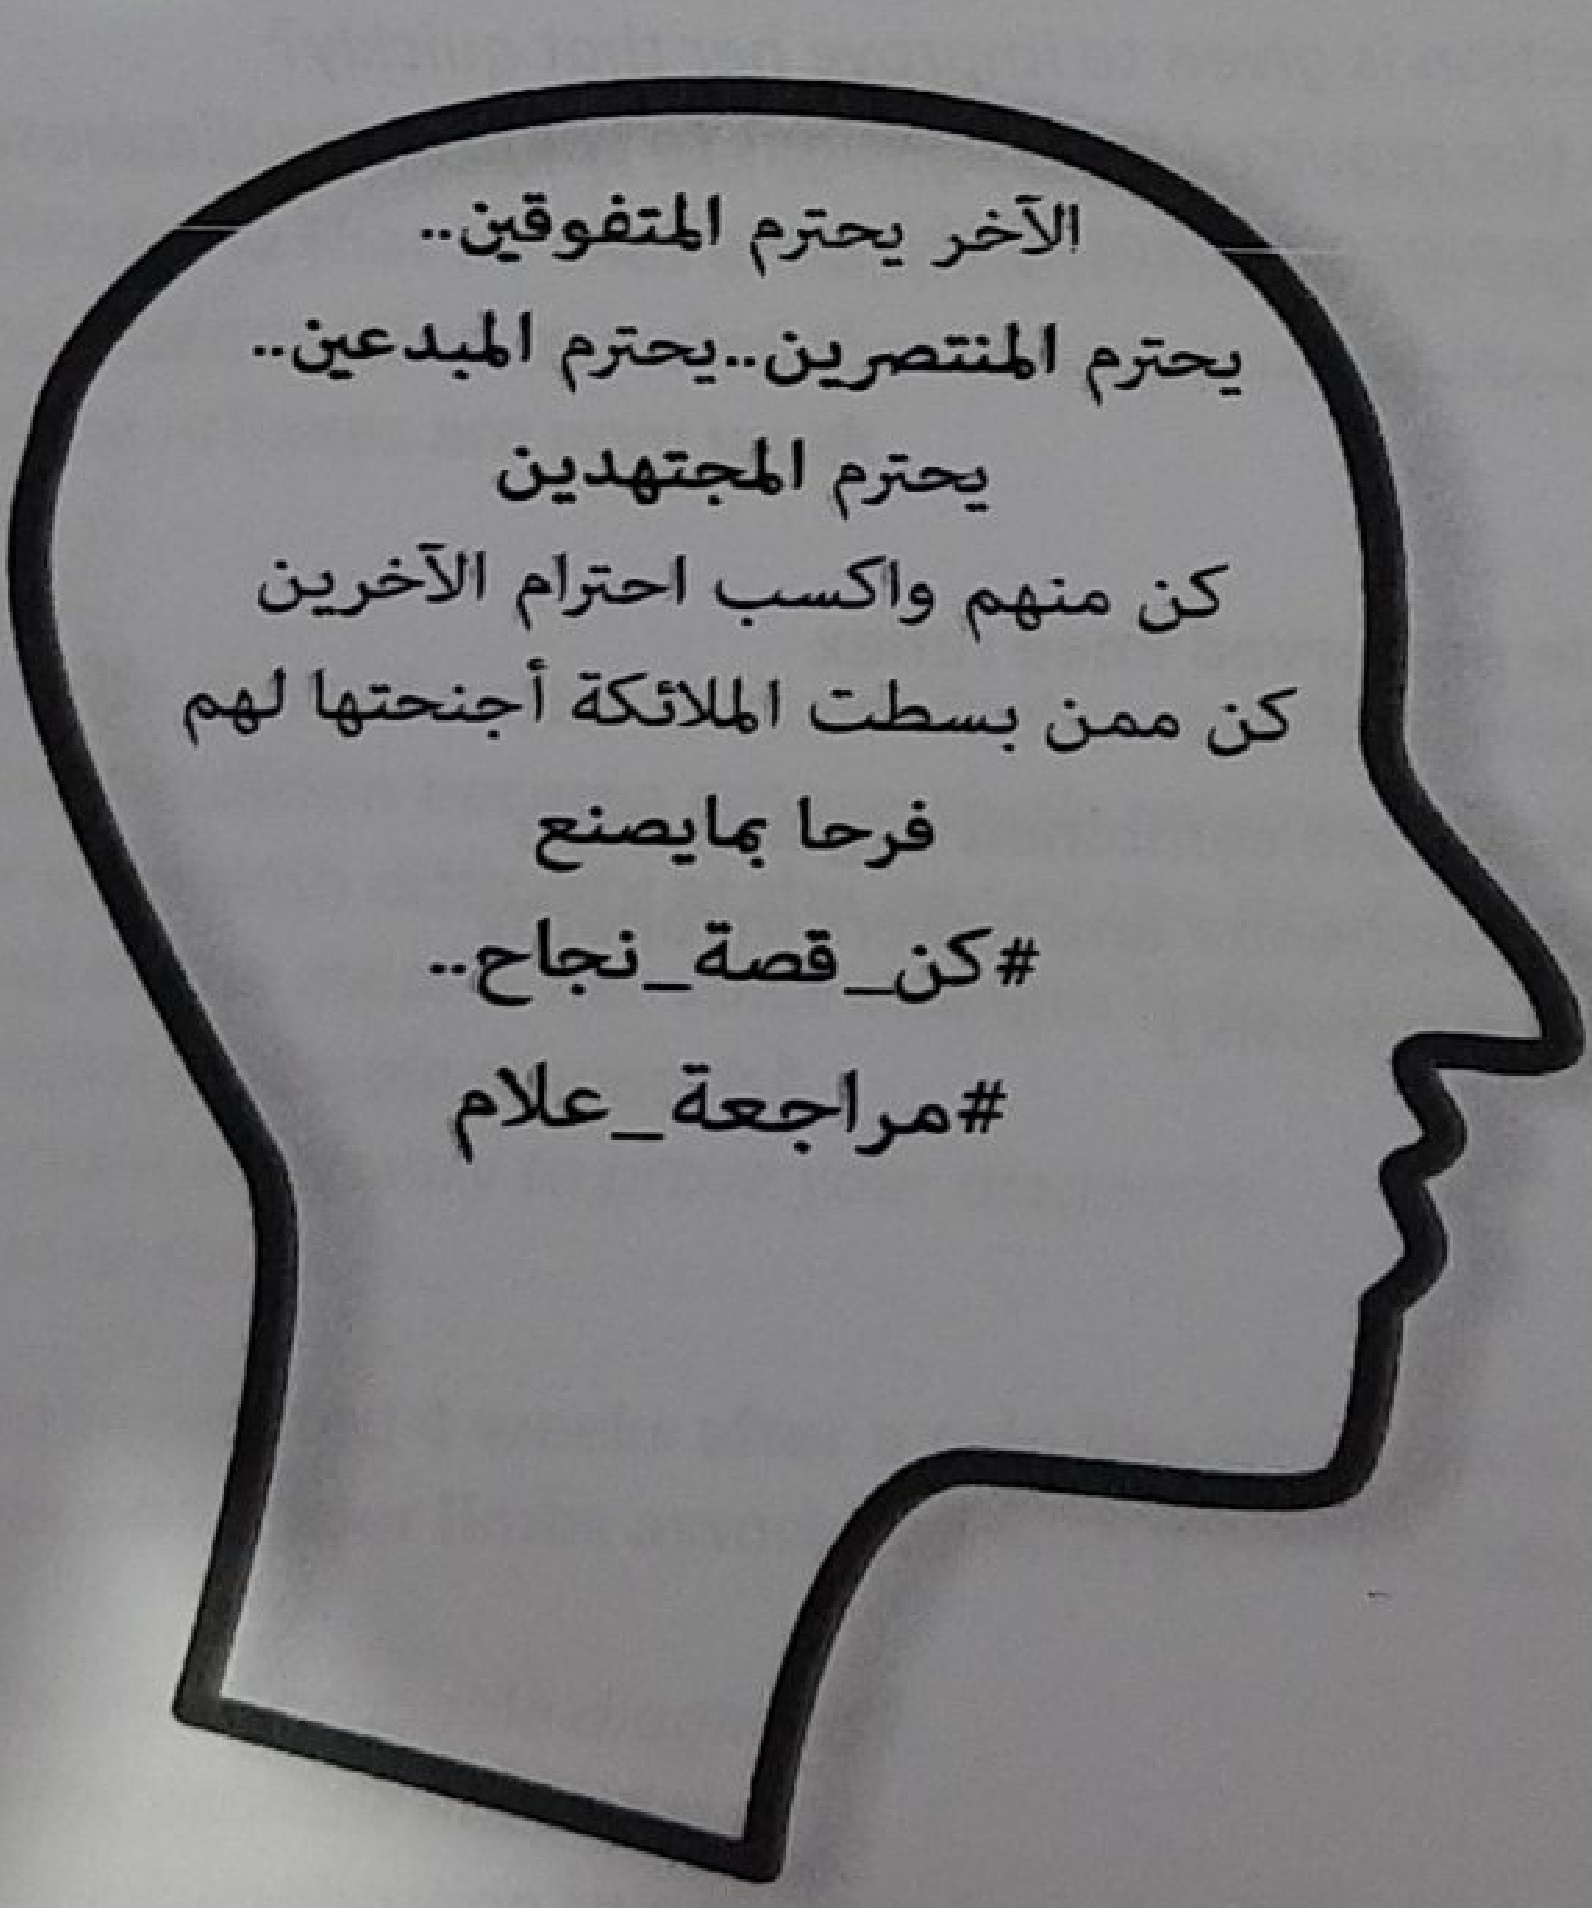 الآخر يحترم المتفوقين..
يحترم المنتصرين..يحترم المبدعين..
يحترم المجتهدين
كن منهم واكسب احترام الآخرين
كن ممن بسطت الملائكة أجنحتها لهم
فرحا بمايصنع
#كن_قصة_نجاح..
#مراجعة_علام